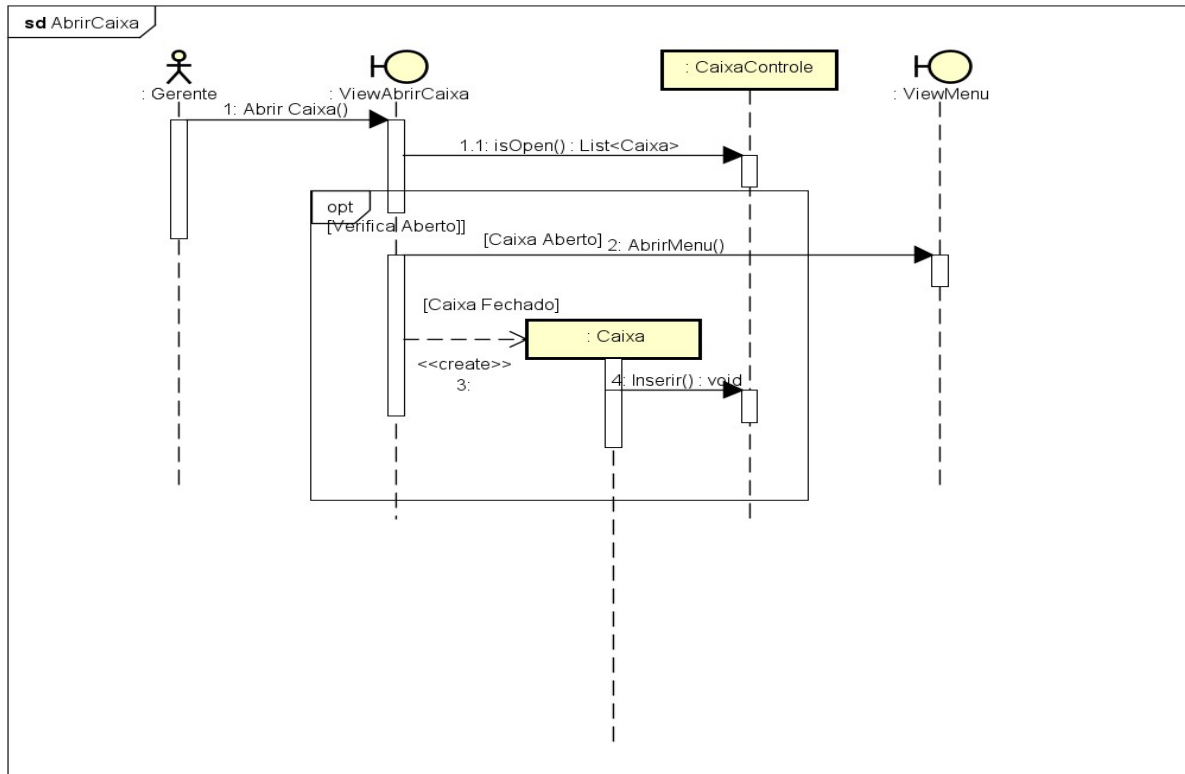 sd AbrirCaixa
: Gerente
: ViewAbrirCaixa
: CaixaControle
: ViewMenu
1: Abrir Caixa()
1.1: isOpen() : List<Caixa>
opt
[Verifica Aberto]]
[Caixa Aberto]
2: AbrirMenu()
[Caixa Fechado]
: Caixa
<<create>>
3:
4: Inserir() : void